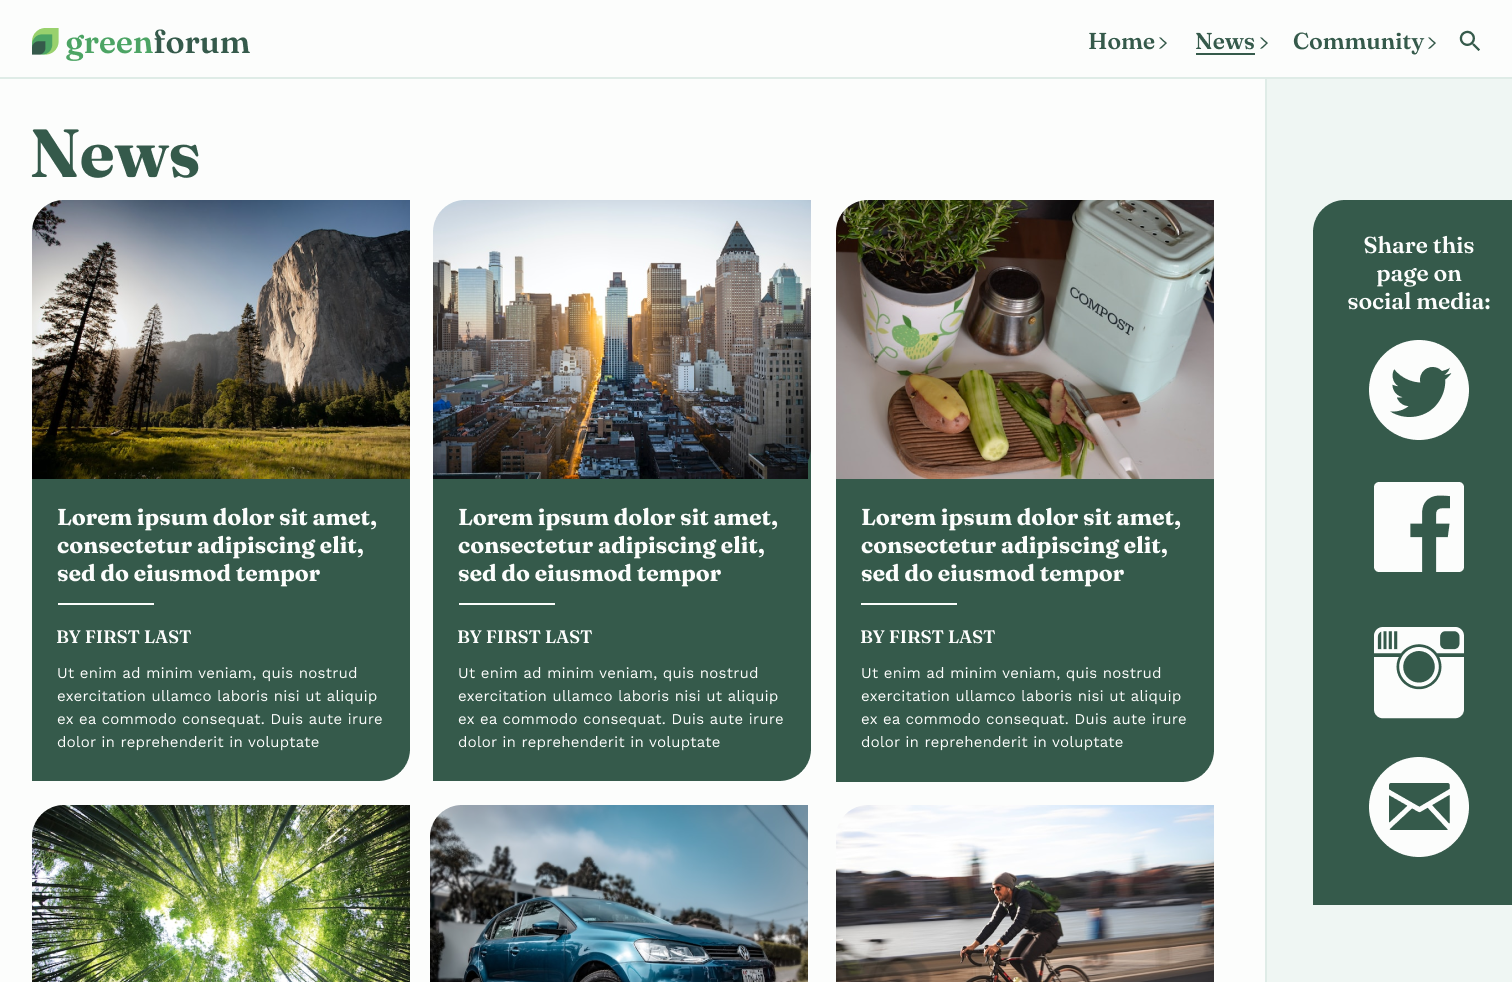 greenforum
Home
News
Community
News
COMPOST
Lorem ipsum dolor sit amet,
consectetur adipiscing elit,
sed do eiusmod tempor
BY FIRST LAST
Ut enim ad minim veniam, quis nostrud
exercitation ullamco laboris nisi ut aliquip
ex ea commodo consequat. Duis aute irure
dolor in reprehenderit in voluptate
Lorem ipsum dolor sit amet,
consectetur adipiscing elit,
sed do eiusmod tempor
BY FIRST LAST
Ut enim ad minim veniam, quis nostrud
exercitation ullamco laboris nisi ut aliquip
ex ea commodo consequat. Duis aute irure
dolor in reprehenderit in voluptate
Lorem ipsum dolor sit amet,
consectetur adipiscing elit,
sed do eiusmod tempor
BY FIRST LAST
Ut enim ad minim veniam, quis nostrud
exercitation ullamco laboris nisi ut aliquip
ex ea commodo consequat. Duis aute irure
dolor in reprehenderit in voluptate
Share this
page on
social media: